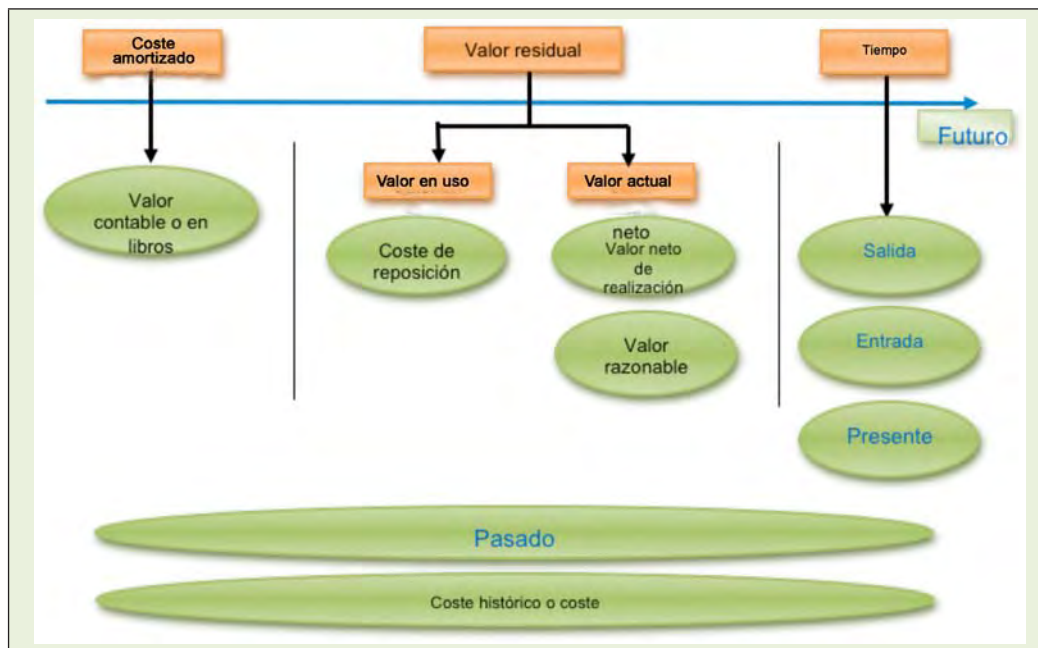 Coste
amortizado
Valor residual
Tiempo
Futuro
Valor
contable o en
libros
Valor en uso
Valor actual
Coste de
reposición
neto
Valor neto
de
realización
Valor
razonable
Salida
Entrada
Presente
Pasado
Coste histórico o coste